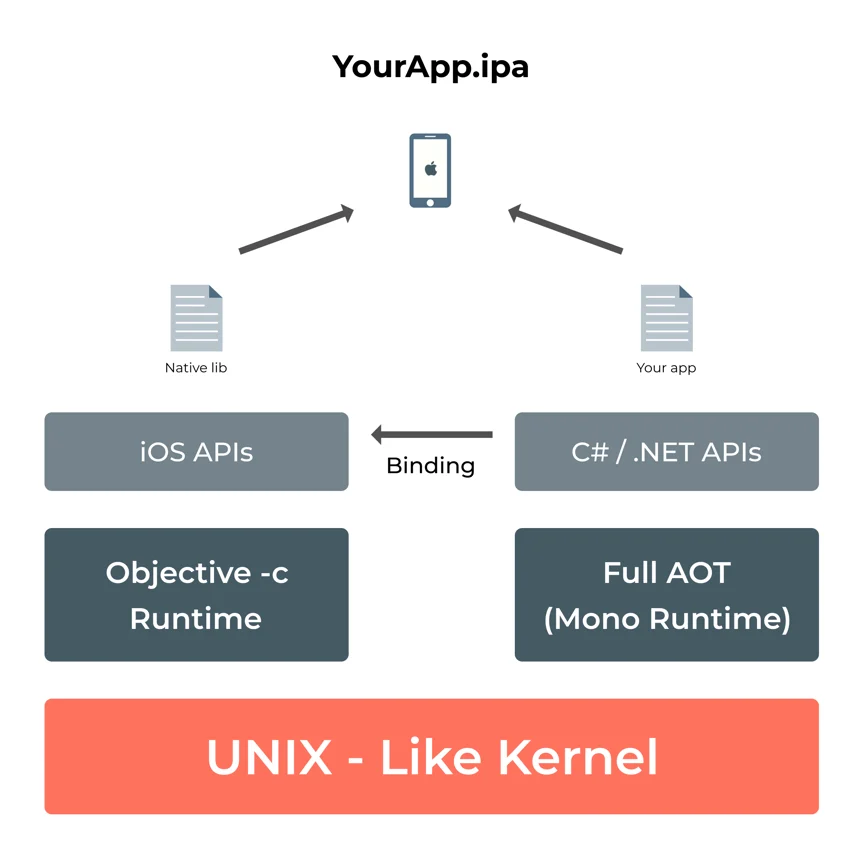 YourApp.ipa
Native lib
Your app
iOS APIs
Binding
C# / .NET APIs
Objective -c
Runtime
Full AOT
(Mono Runtime)
UNIX - Like Kernel